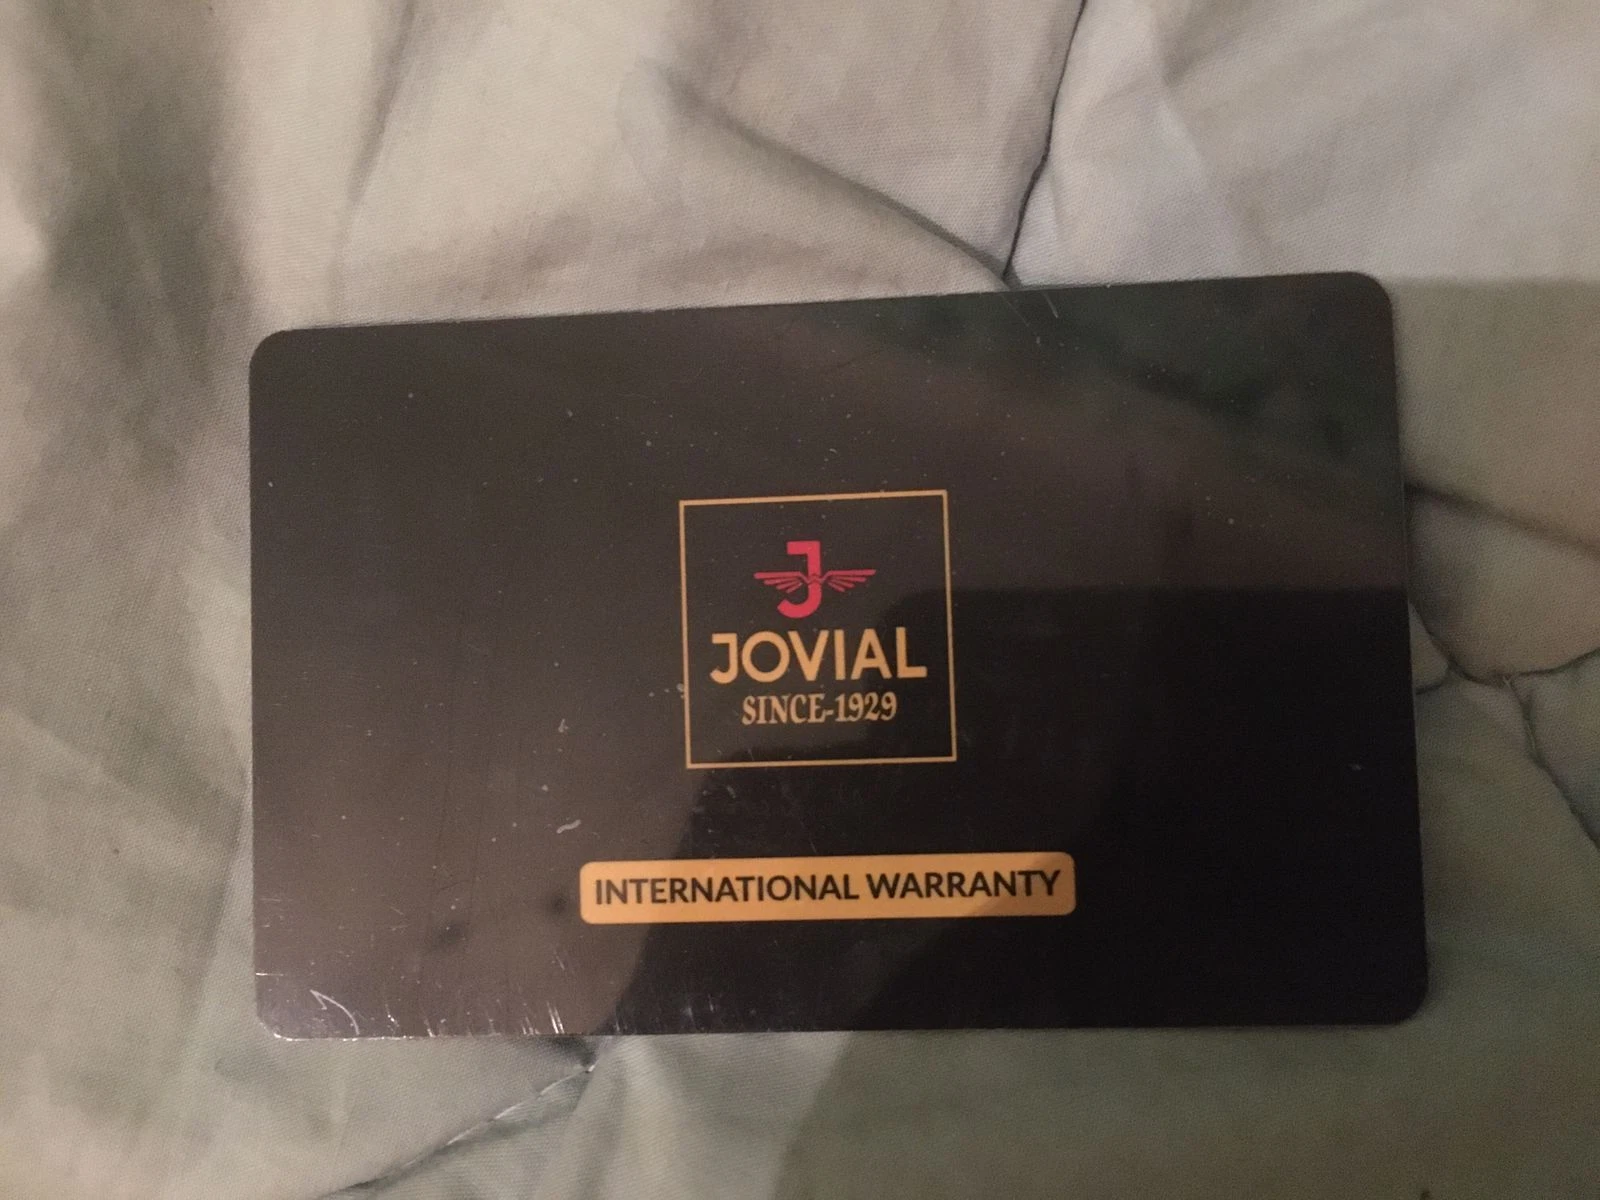 J
JOVIAL
SINCE-1929
INTERNATIONAL WARRANTY